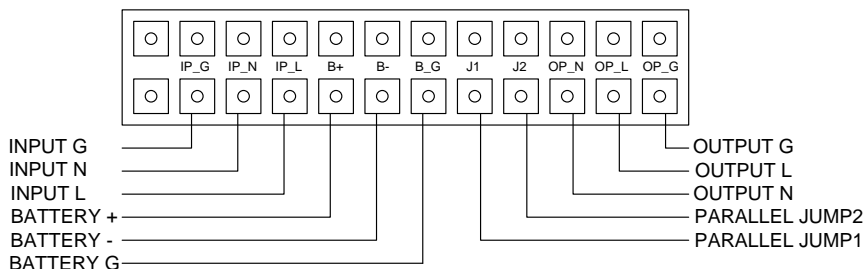 IP_G IP_N IP_L B+ B- B_G J1 J2 OP_N OP_L OP_G
INPUT G
INPUT N
INPUT L
BATTERY +
BATTERY -
BATTERY G
OUTPUT G
OUTPUT L
OUTPUT N
PARALLEL JUMP2
PARALLEL JUMP1